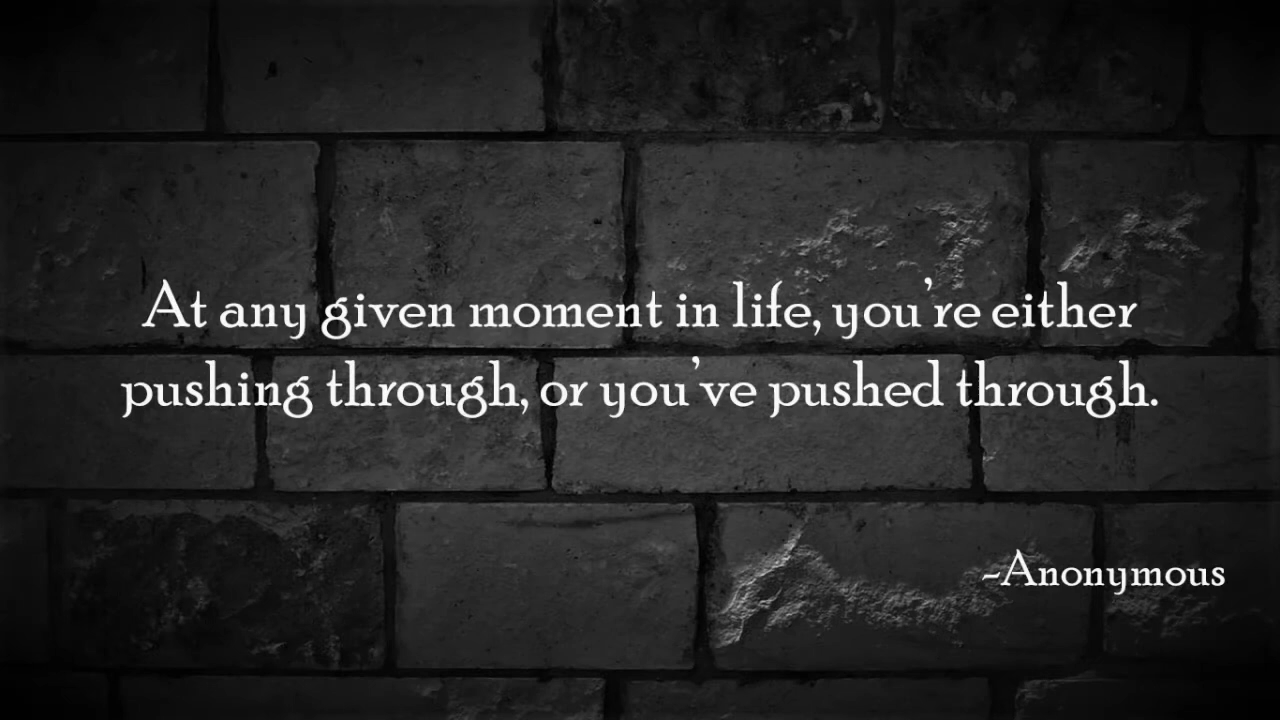 At any given moment in life, you're either
pushing through, or you've pushed through.
-Anonymous